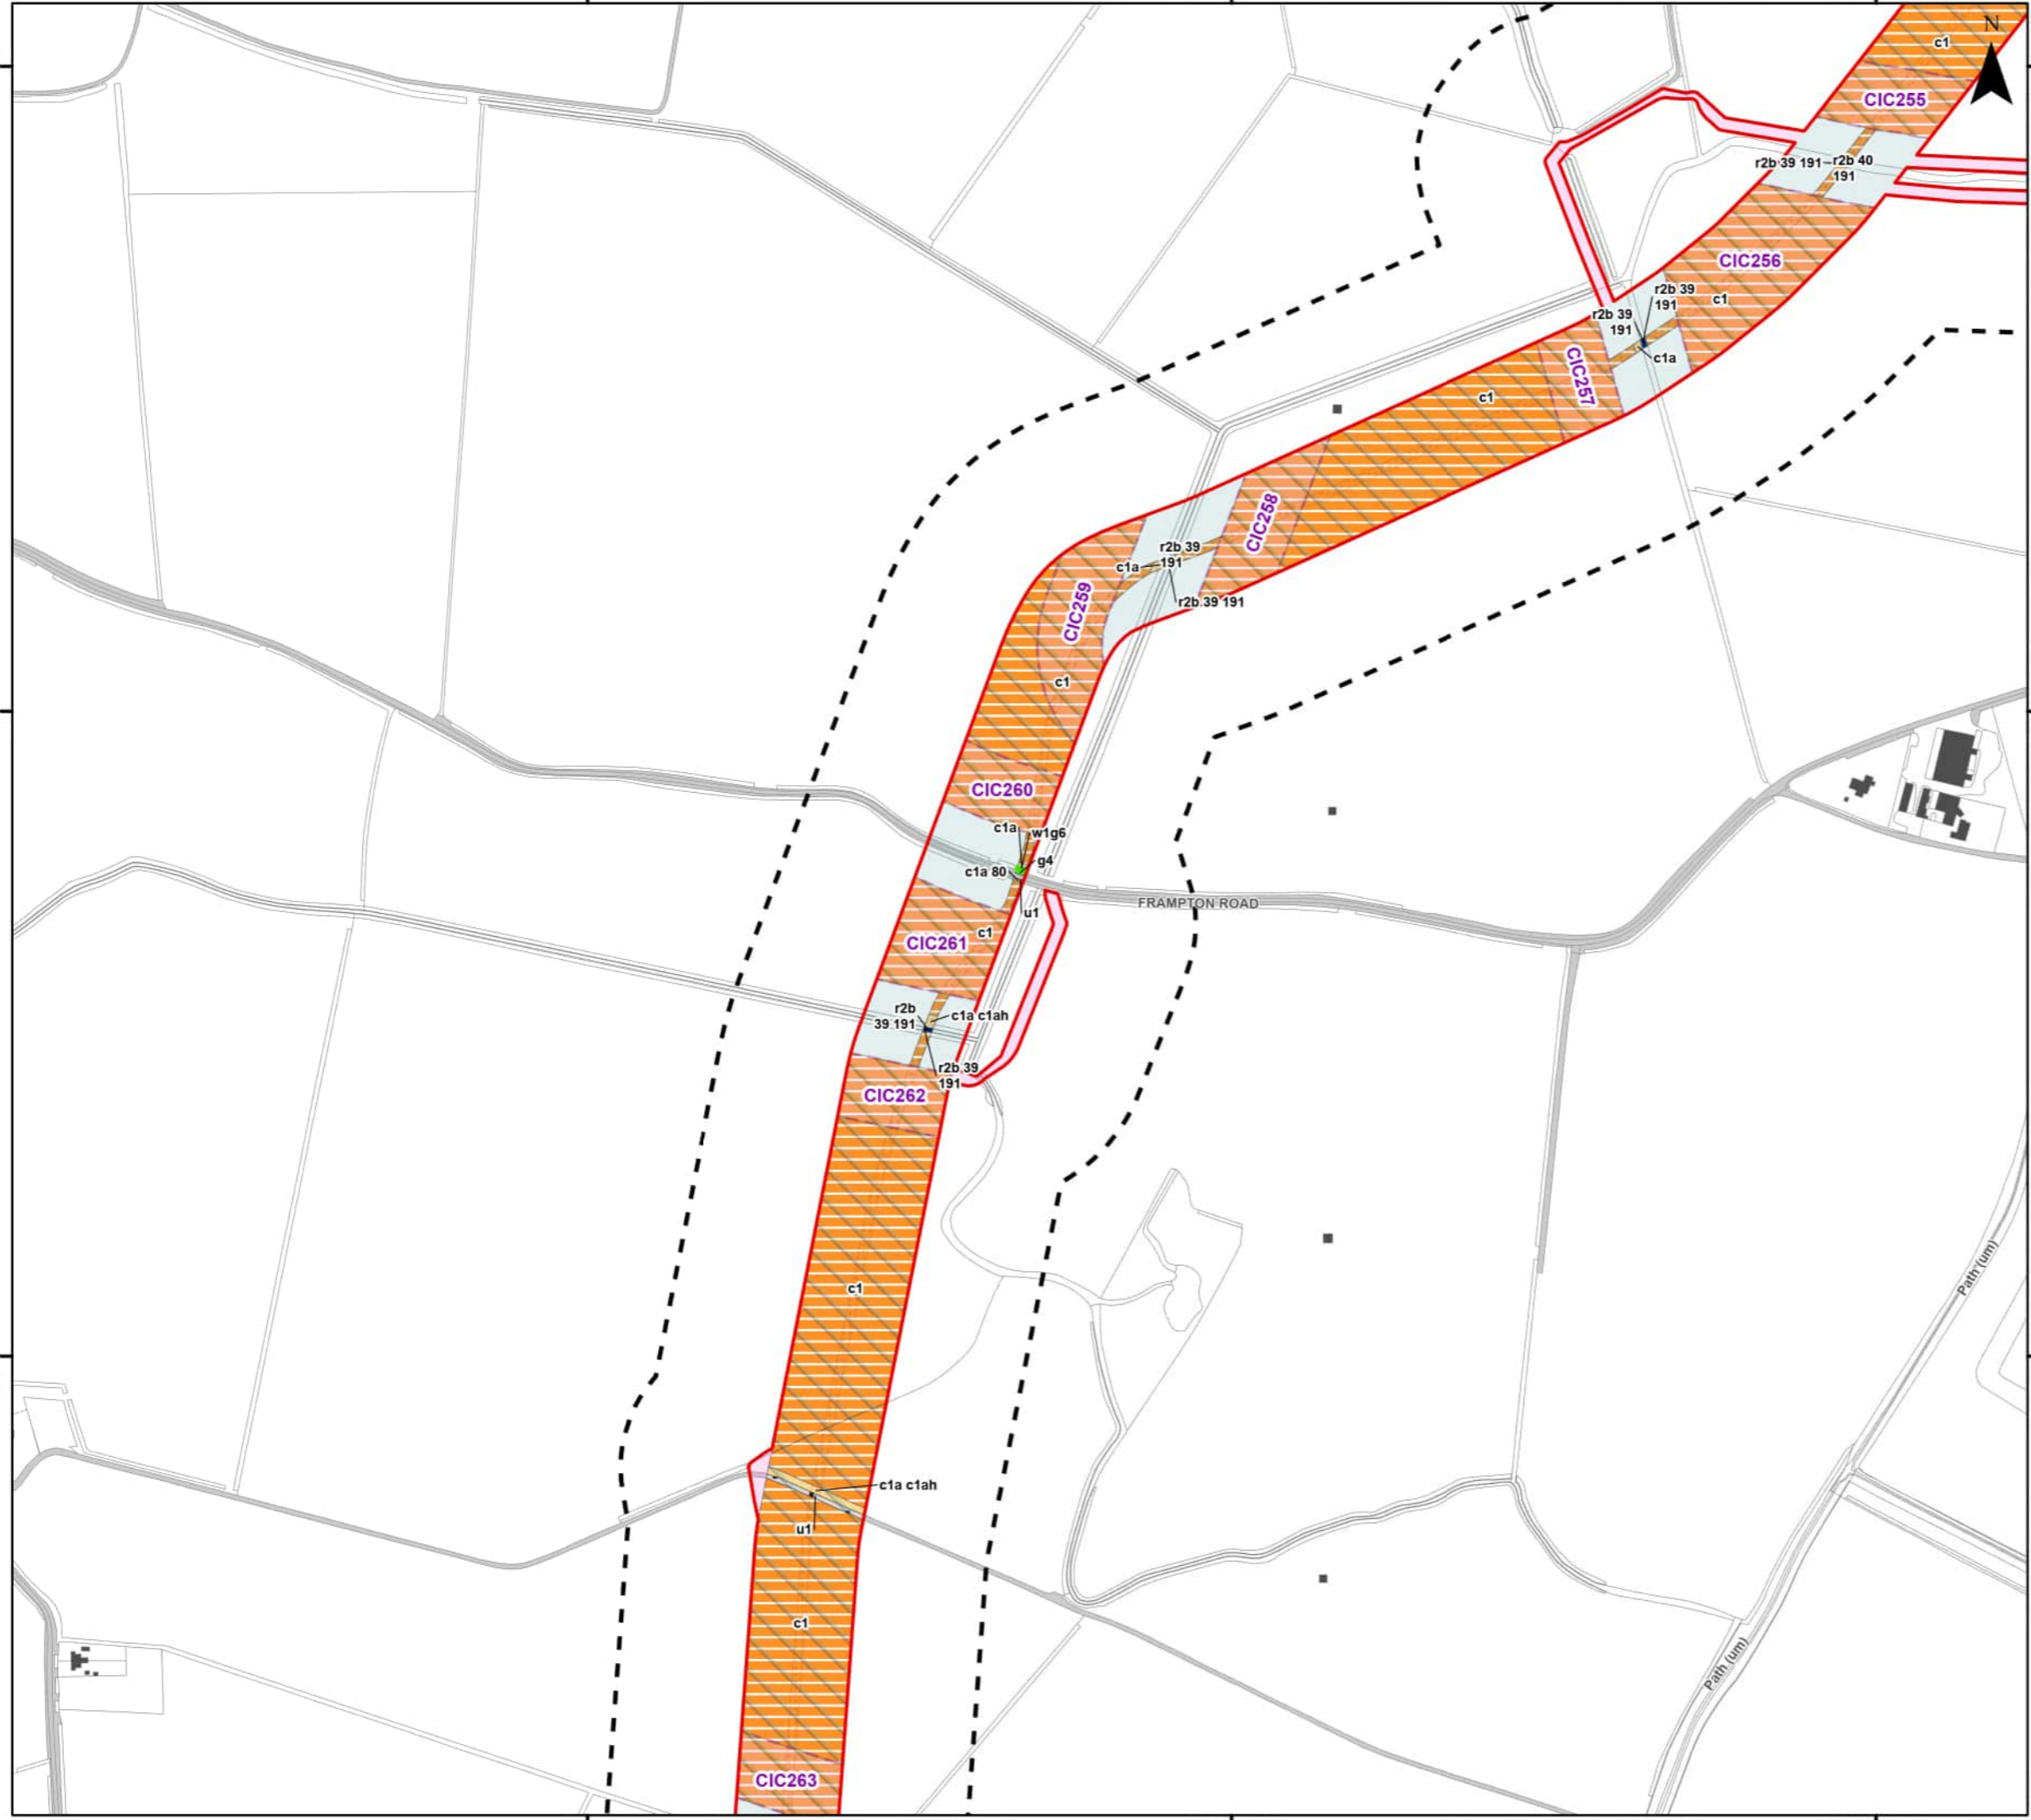 N
c1
CIC255
r2b 39 191
r2b 40
191
CIC256
r2b 39
191
c1
r2b 39
191
c1a
CIC257
c1
CIC258
r2b 39
191
c1a
r2b 39 191
CIC259
c1
CIC260
c1a
w1g6
g4
c1a 80
FRAMPTON ROAD
u1
c1
CIC261
r2b
39 191
c1a c1ah
r2b 39
191
CIC262
c1
Path (um)
c1a c1ah
u1
c1
Path (um)
CIC263